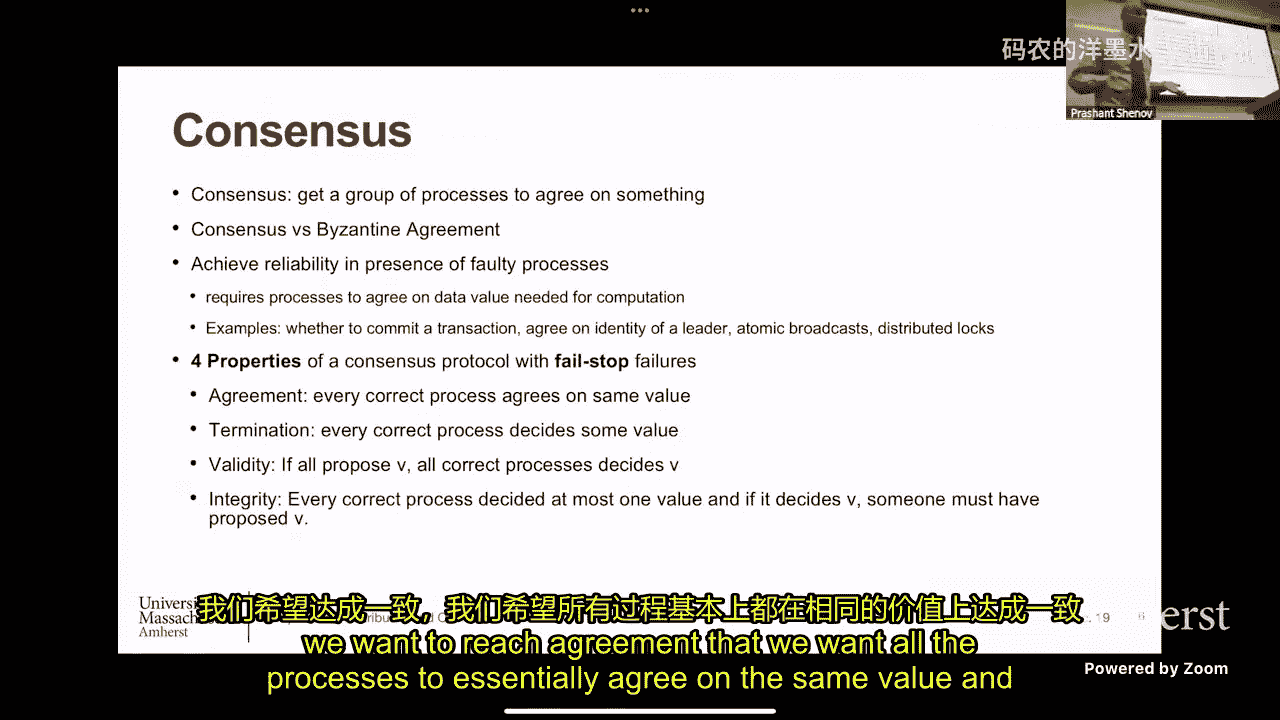 码农的洋墨水
Prashant Shenoy
Consensus
• Consensus: get a group of processes to agree on something
• Consensus vs Byzantine Agreement
• Achieve reliability in presence of faulty processes
• requires processes to agree on data value needed for computation
• Examples: whether to commit a transaction, agree on identity of a leader, atomic broadcasts, distributed locks
• 4 Properties of a consensus protocol with fail-stop failures
• Agreement: every correct process agrees on same value
• Termination: every correct process decides some value
• Validity: If all propose v, all correct processes decides v
• Integrity: Every correct process decided at most one value and if it decides v, someone must have
proposed v.
Amherst
19
6
erst
我们希望达成一致，我们希望所有过程基本上都在相同的价值上达成一致
we want to reach agreement that we want all the
processes to essentially agree on the same value and
Powered by Zoom